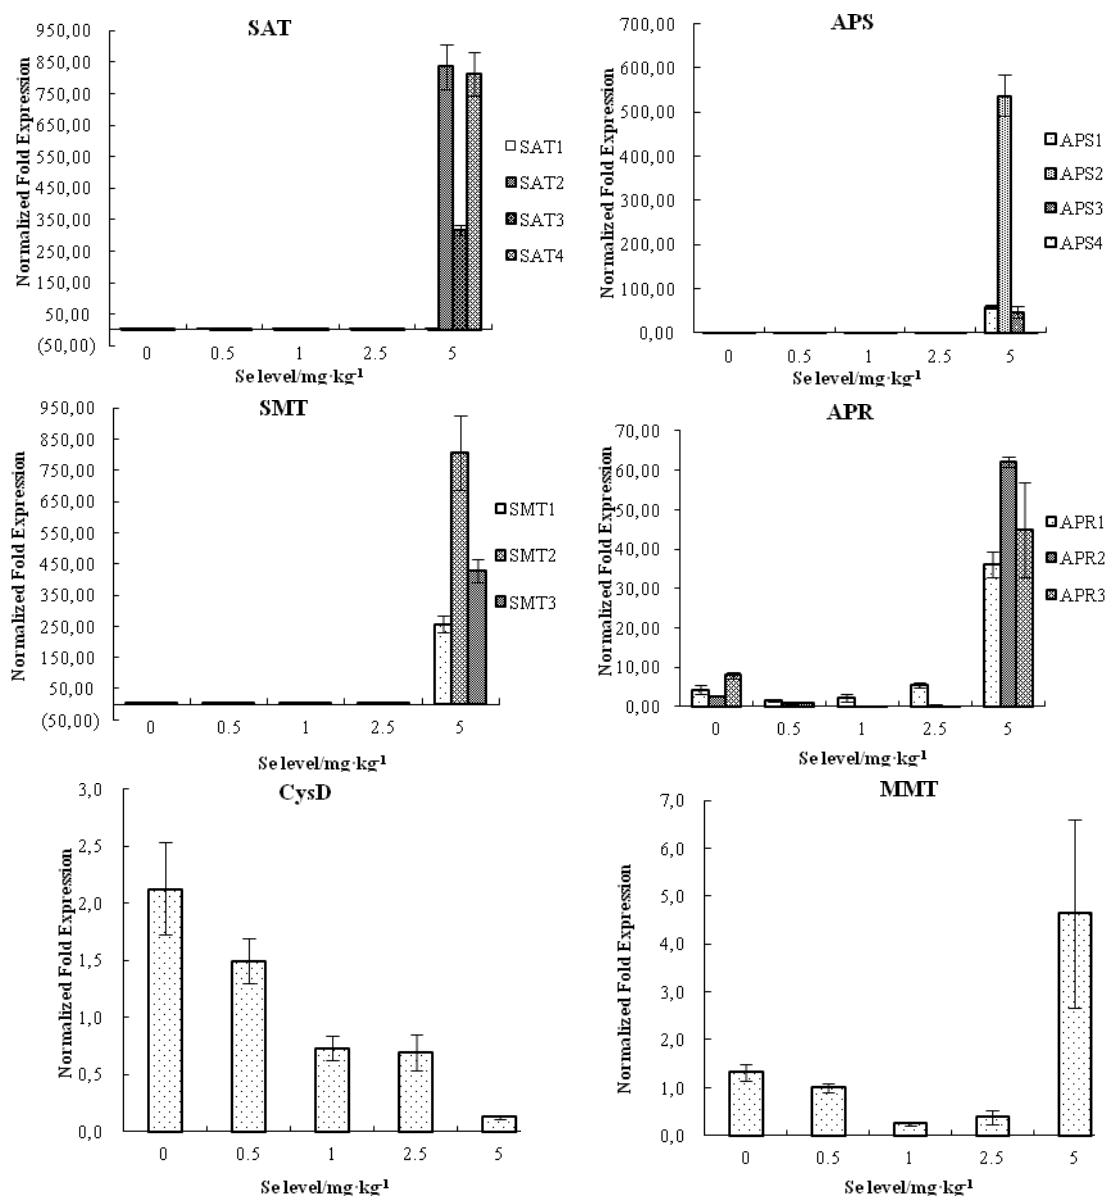 SAT
Normalized Fold Expression
950,00
850,00
750,00
650,00
550,00
450,00
350,00
250,00
150,00
50,00
(50,00)
0 0.5 1 2.5 5
Se level/mg·kg-1
SAT1
SAT2
SAT3
SAT4
APS
Normalized Fold Expression
700,00
600,00
500,00
400,00
300,00
200,00
100,00
0,00
0 0.5 1 2.5 5
Se level/mg·kg-1
APS1
APS2
APS3
APS4
SMT
Normalized Fold Expression
950,00
850,00
750,00
650,00
550,00
450,00
350,00
250,00
150,00
50,00
(50,00)
0 0.5 1 2.5 5
Se level/mg·kg-1
SMT1
SMT2
SMT3
APR
Normalized Fold Expression
70,00
60,00
50,00
40,00
30,00
20,00
10,00
0,00
0 0.5 1 2.5 5
Se level/mg·kg-1
APR1
APR2
APR3
CysD
Normalized Fold Expression
3,0
2,5
2,0
1,5
1,0
0,5
0,0
0 0.5 1 2.5 5
Se level/mg·kg-1
MMT
Normalized Fold Expression
7,0
6,0
5,0
4,0
3,0
2,0
1,0
0,0
0 0.5 1 2.5 5
Se level/mg·kg-1